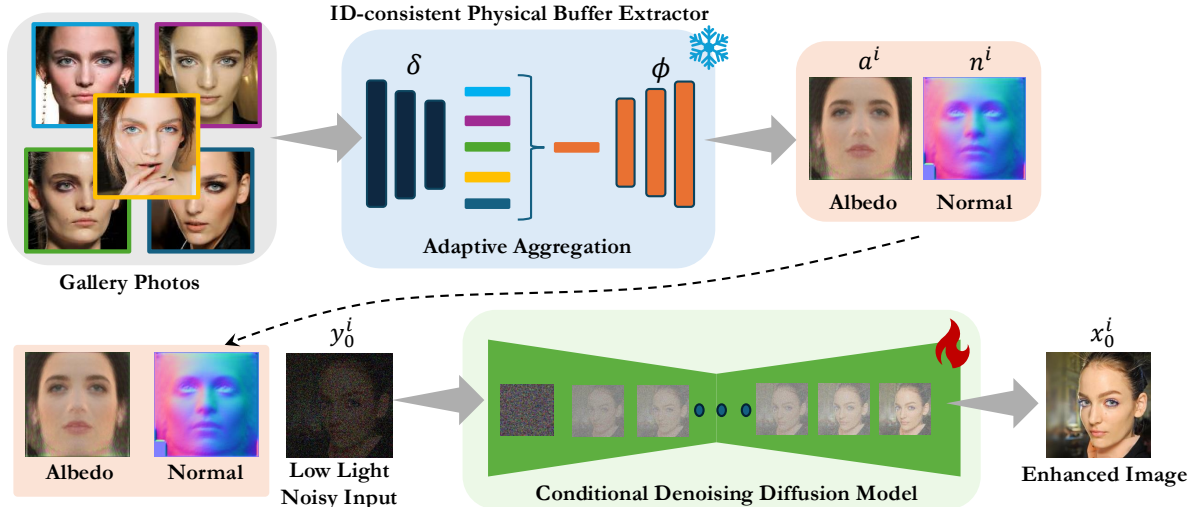 ID-consistent Physical Buffer Extractor
δ
ϕ
Adaptive Aggregation
Gallery Photos
aⁱ nⁱ
Albedo Normal
y₀ⁱ
x₀ⁱ
Albedo Normal
Low Light
Noisy Input
Conditional Denoising Diffusion Model
Enhanced Image